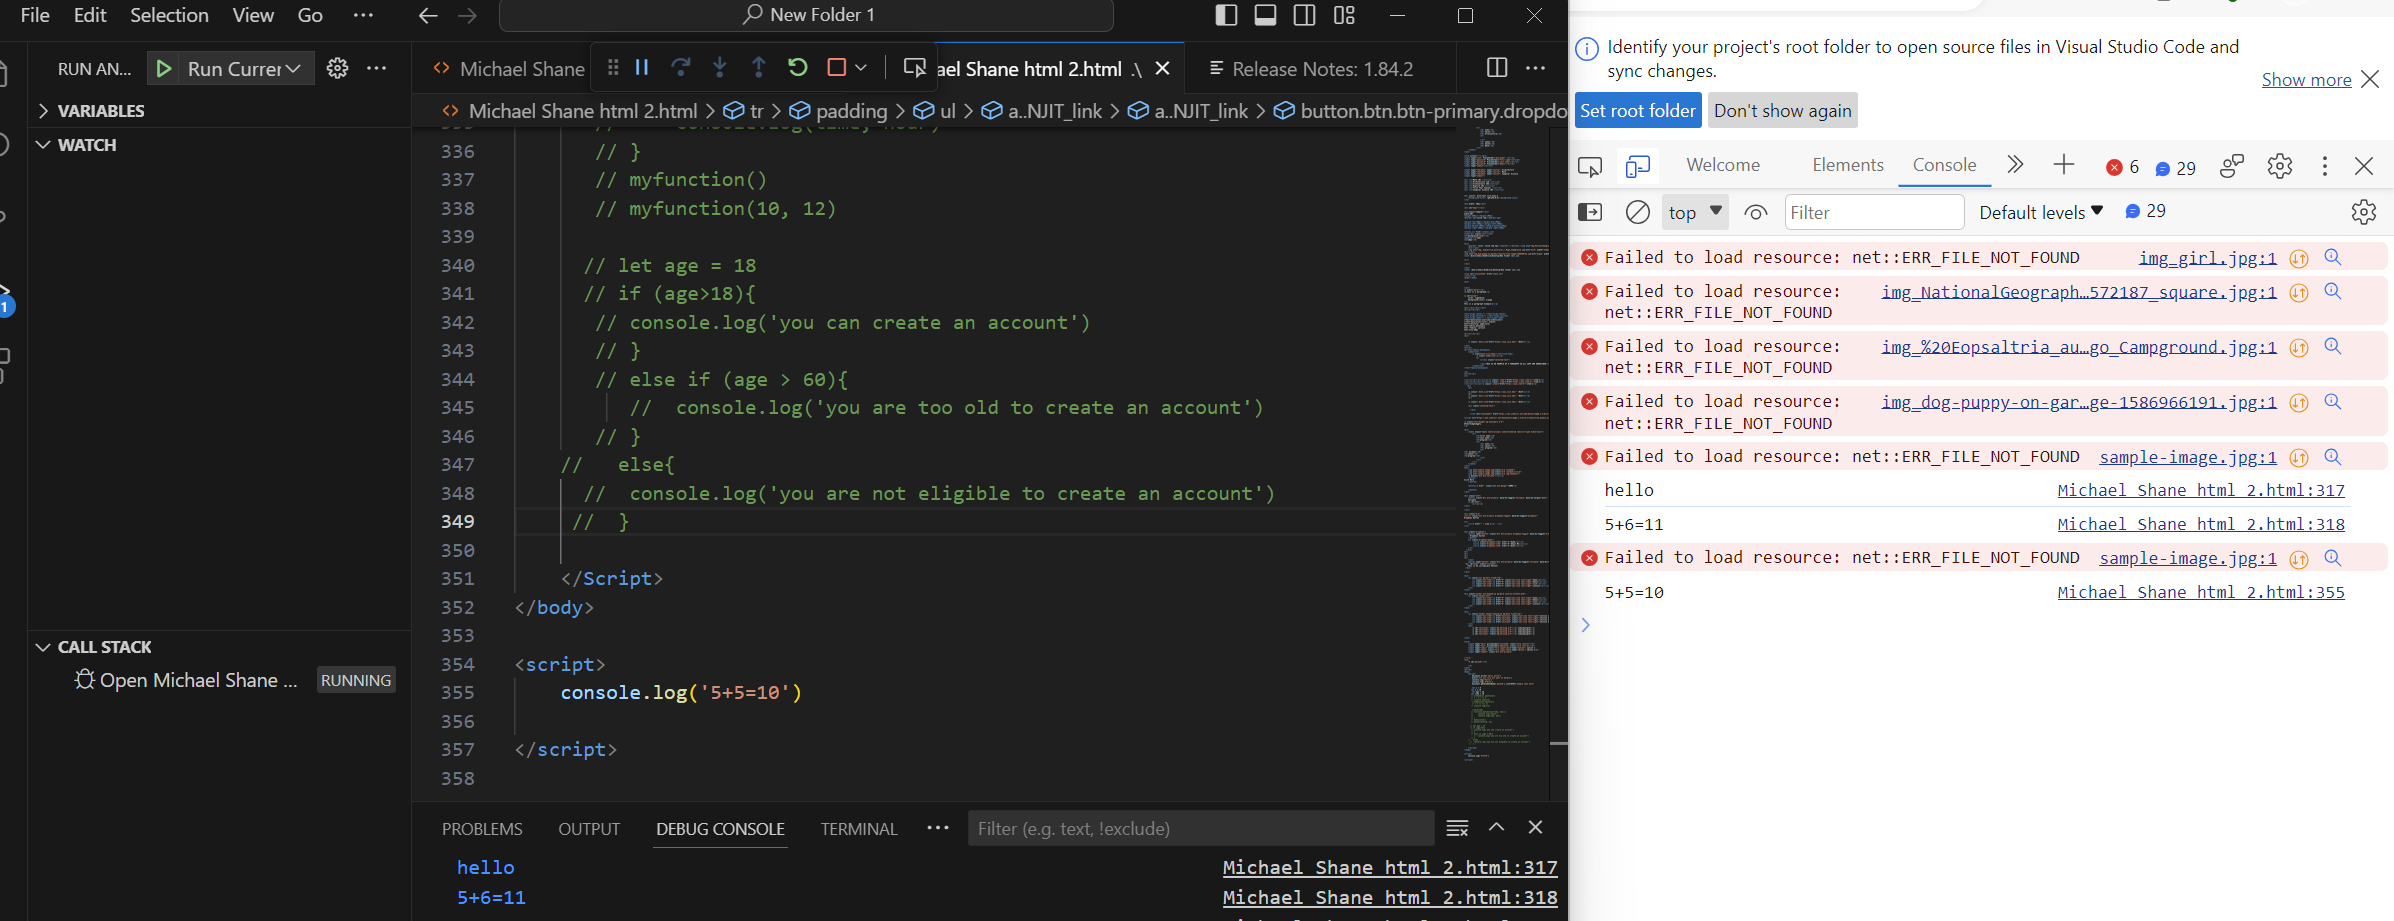 File Edit Selection View Go ···
New Folder 1
RUN AN... Run Currer
VARIABLES
WATCH
CALL STACK
Open Michael Shane ... RUNNING
1
Michael Shane
ael Shane html 2.html .\
Release Notes: 1.84.2
Michael Shane html 2.html > tr > padding > ul > a..NJIT_link > a..NJIT_link > button.btn.btn-primary.dropdo
336 // }
337 // myfunction()
338 // myfunction(10, 12)
339
340 // let age = 18
341 // if (age>18){
342 // console.log('you can create an account')
343 // }
344 // else if (age > 60){
345 //  console.log('you are too old to create an account')
346 // }
347 //   else{
348 //  console.log('you are not eligible to create an account')
349 //  }
350
351 </Script>
352 </body>
353
354 <script>
355 console.log('5+5=10')
356
357 </script>
358
PROBLEMS OUTPUT DEBUG CONSOLE TERMINAL ···
Filter (e.g. text, !exclude)
hello Michael Shane html 2.html:317
5+6=11 Michael Shane html 2.html:318
Identify your project's root folder to open source files in Visual Studio Code and
sync changes.
Show more
Set root folder Don't show again
Welcome Elements Console 6 29
top Filter Default levels 29
Failed to load resource: net::ERR_FILE_NOT_FOUND img_girl.jpg:1
Failed to load resource: img_NationalGeograph…572187_square.jpg:1
net::ERR_FILE_NOT_FOUND
Failed to load resource: img_%20Eopsaltria_au…go_Campground.jpg:1
net::ERR_FILE_NOT_FOUND
Failed to load resource: img_dog-puppy-on-gar…ge-1586966191.jpg:1
net::ERR_FILE_NOT_FOUND
Failed to load resource: net::ERR_FILE_NOT_FOUND sample-image.jpg:1
hello Michael Shane html 2.html:317
5+6=11 Michael Shane html 2.html:318
Failed to load resource: net::ERR_FILE_NOT_FOUND sample-image.jpg:1
5+5=10 Michael Shane html 2.html:355